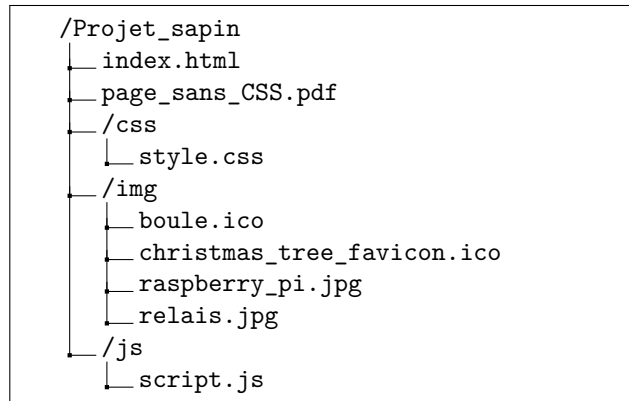 /Projet_sapin
index.html
page_sans_CSS.pdf
/css
style.css
/img
boule.ico
christmas_tree_favicon.ico
raspberry_pi.jpg
relais.jpg
/js
script.js